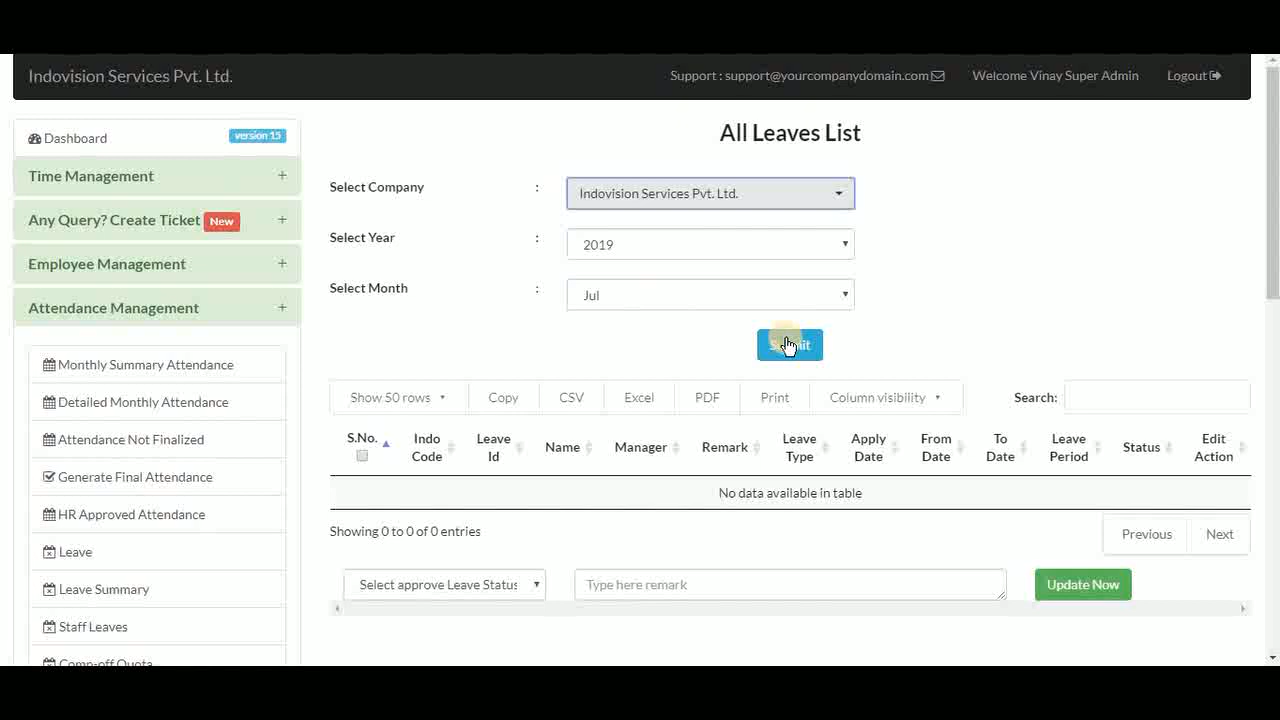 Indovision Services Pvt. Ltd.
Support : support@yourcompanydomain.com
Welcome Vinay Super Admin
Logout
Dashboard
version 15
Time Management +
Any Query? Create Ticket New +
Employee Management +
Attendance Management +
Monthly Summary Attendance
Detailed Monthly Attendance
Attendance Not Finalized
Generate Final Attendance
HR Approved Attendance
Leave
Leave Summary
Staff Leaves
Comp-off Quota
All Leaves List
Select Company : Indovision Services Pvt. Ltd.
Select Year : 2019
Select Month : Jul
Show 50 rows
Copy
CSV
Excel
PDF
Print
Column visibility
Search:
S.No.
Indo Code
Leave Id
Name
Manager
Remark
Leave Type
Apply Date
From Date
To Date
Leave Period
Status
Edit Action
No data available in table
Showing 0 to 0 of 0 entries
Previous
Next
Select approve Leave Status
Type here remark
Update Now